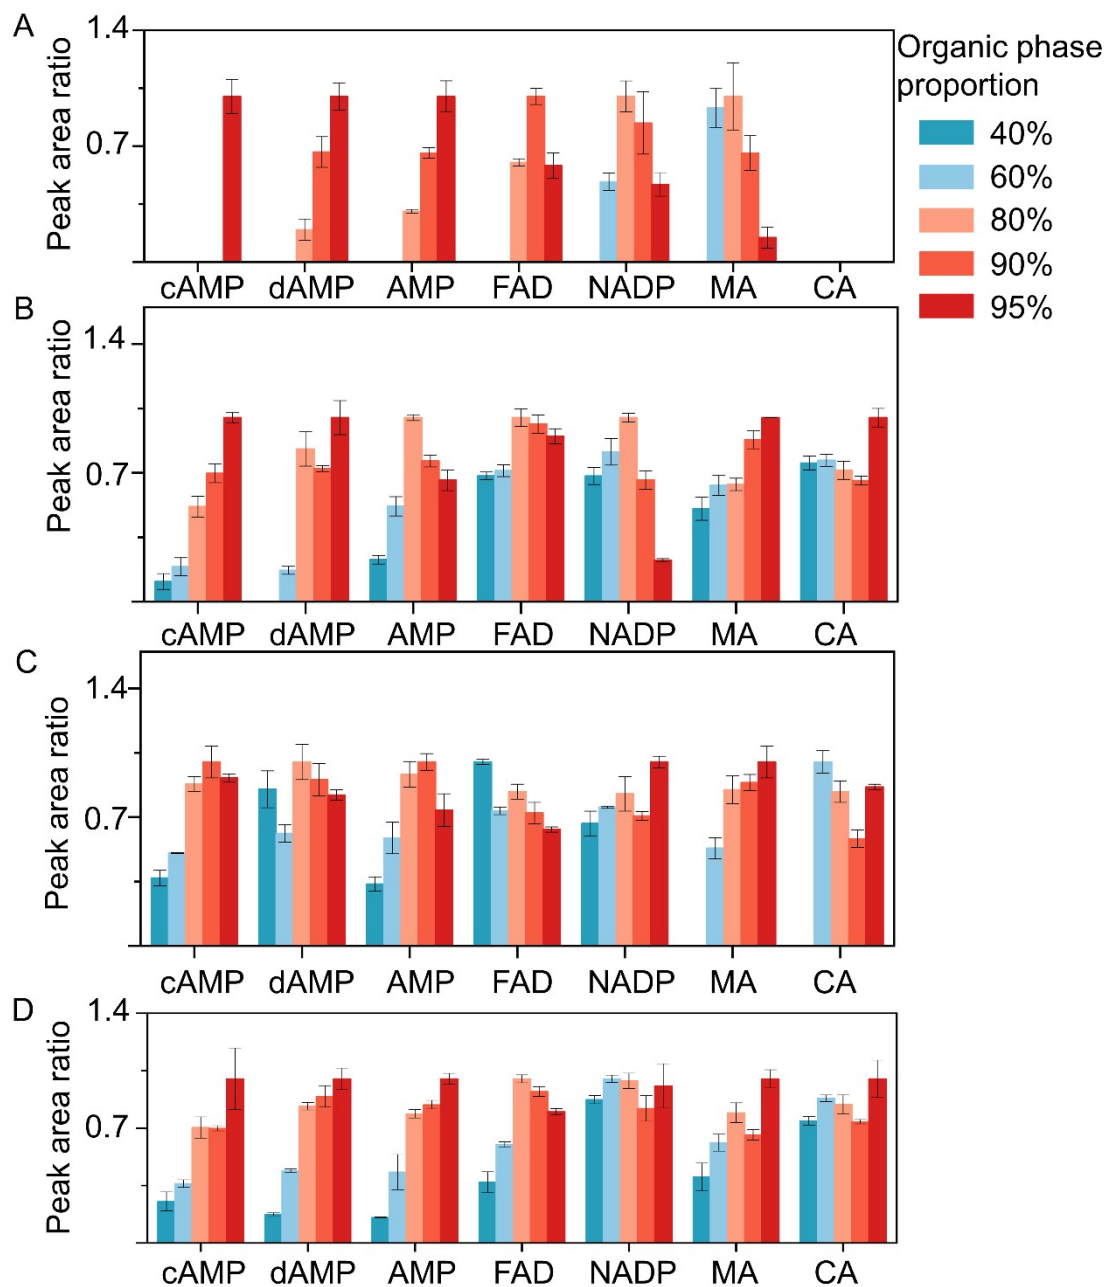 A
Peak area ratio
1.4
0.7
cAMP dAMP AMP FAD NADP MA CA
Organic phase
proportion
40%
60%
80%
90%
95%
B
Peak area ratio
1.4
0.7
cAMP dAMP AMP FAD NADP MA CA
C
Peak area ratio
1.4
0.7
cAMP dAMP AMP FAD NADP MA CA
D
Peak area ratio
1.4
0.7
cAMP dAMP AMP FAD NADP MA CA